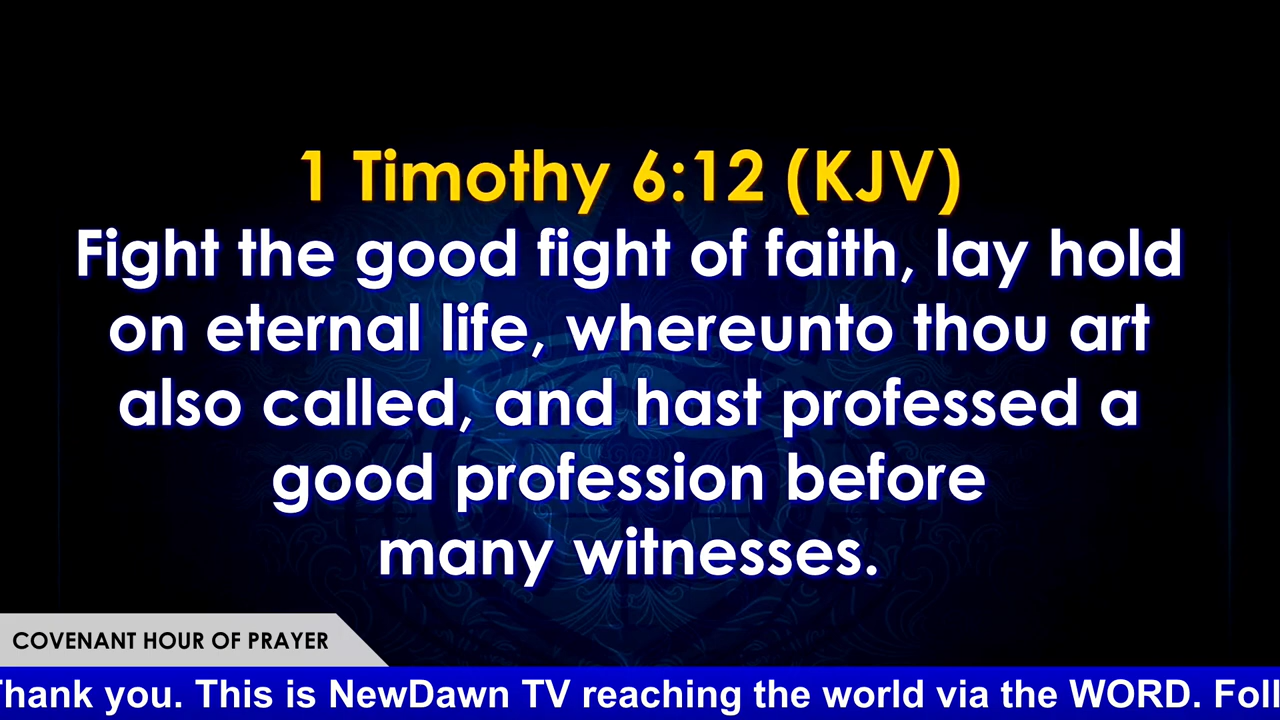 1 Timothy 6:12 (KJV)
Fight the good fight of faith, lay hold
on eternal life, whereunto thou art
also called, and hast professed a
good profession before
many witnesses.
COVENANT HOUR OF PRAYER
Thank you. This is NewDawn TV reaching the world via the WORD. Foll